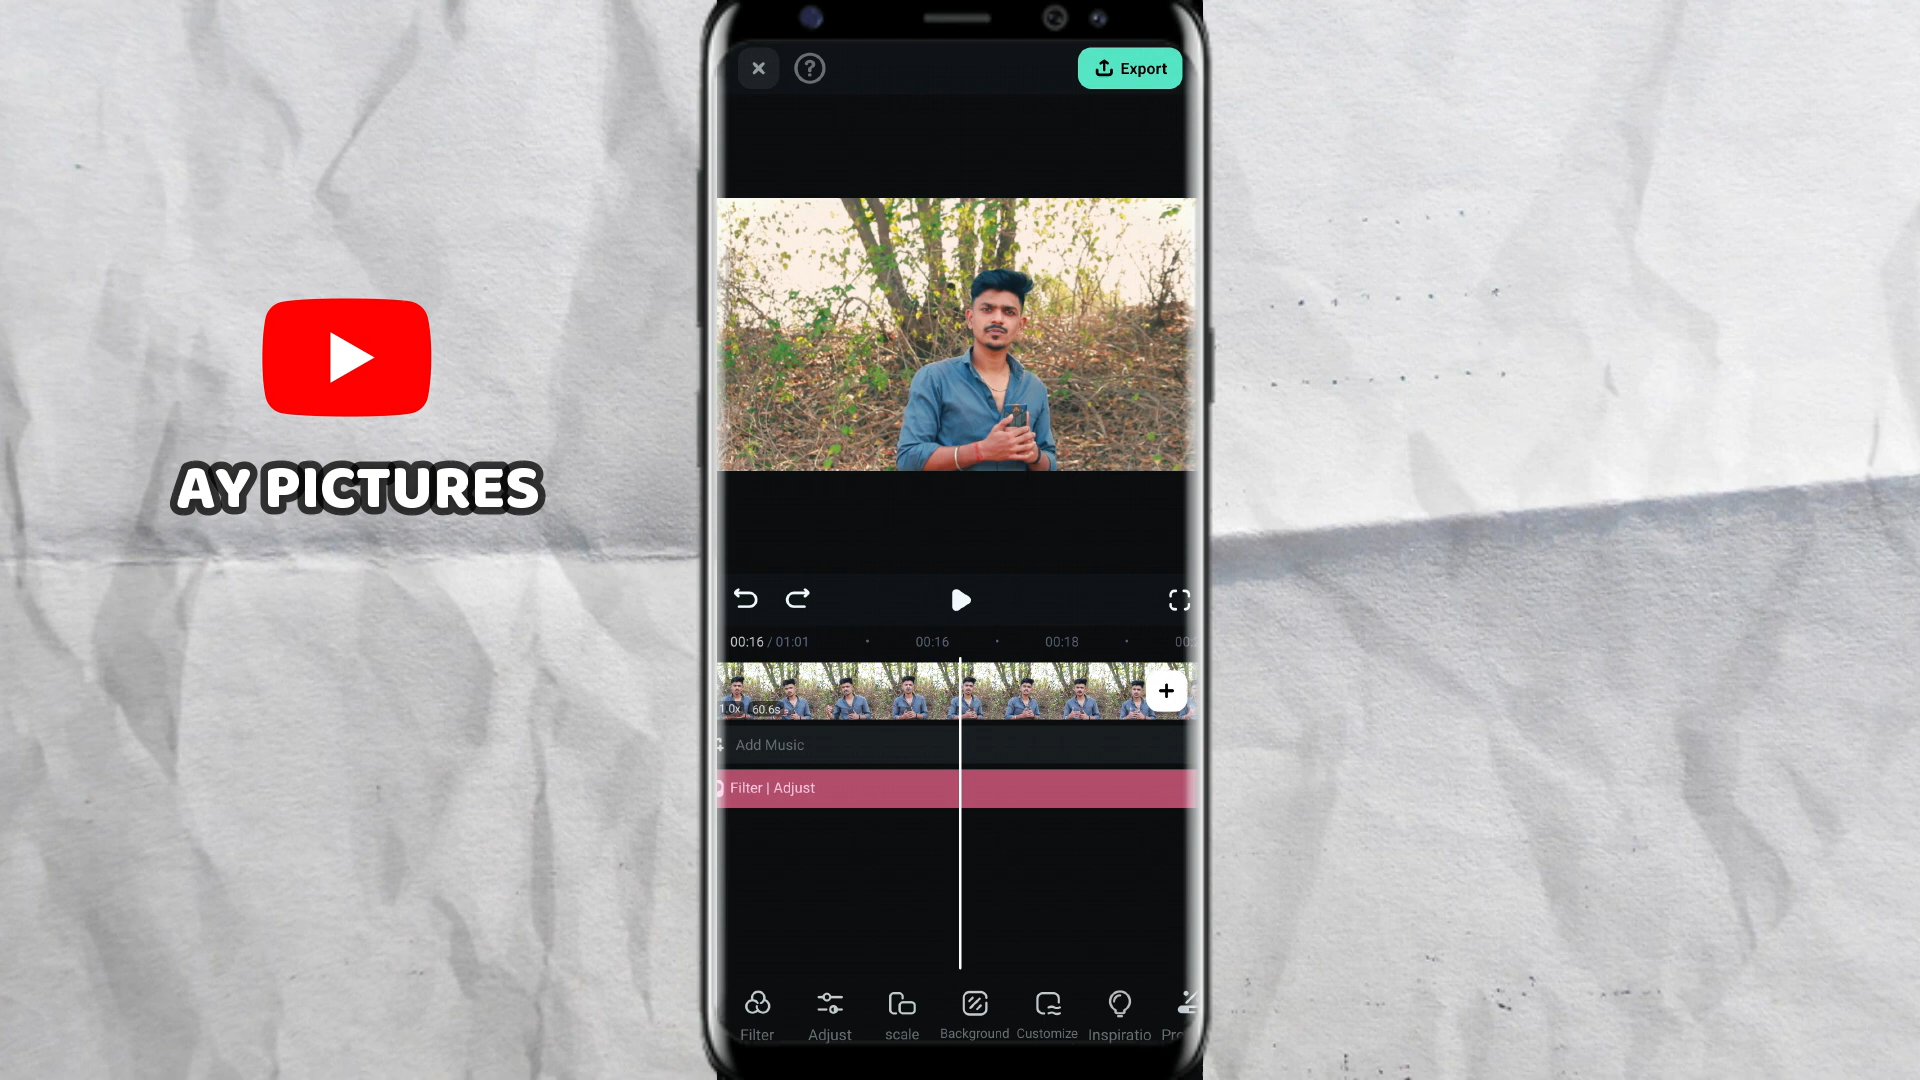 Export
AY PICTURES
00:16 / 01:01
00:16
00:18
1.0x
60.6s
Add Music
Filter | Adjust
Filter
Adjust
scale
Background
Customize
Inspiratio